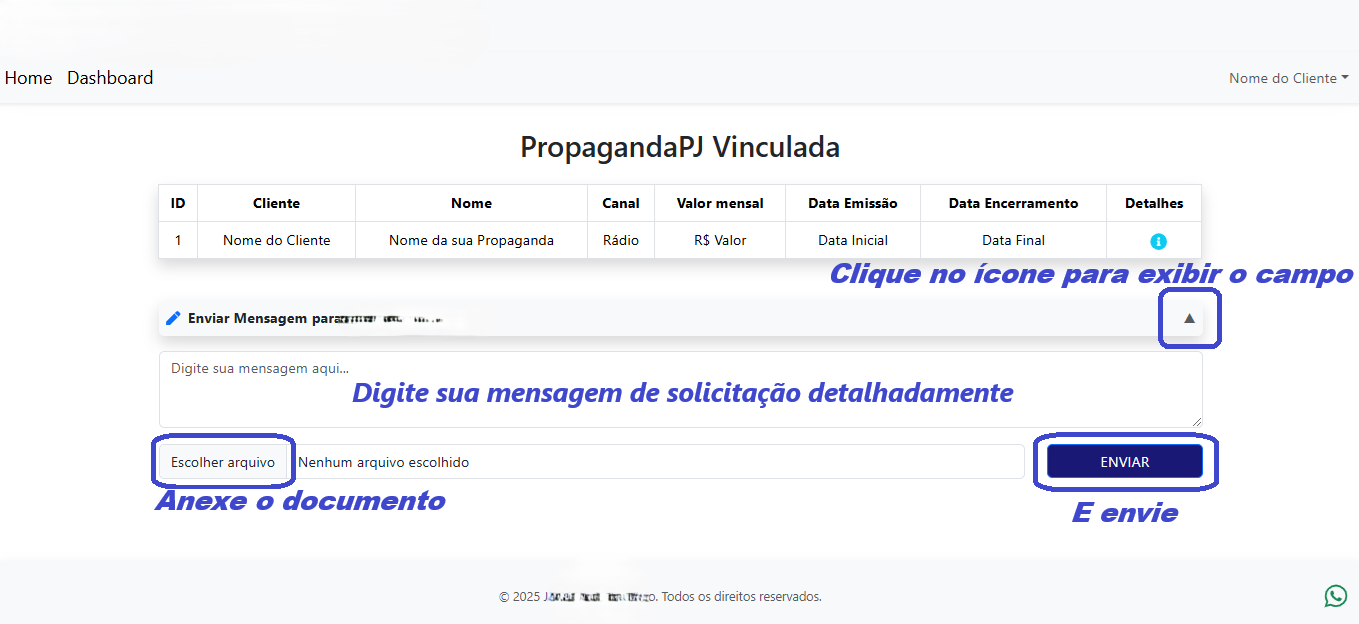 Home Dashboard Nome do Cliente
PropagandaPJ Vinculada
ID Cliente Nome Canal Valor mensal Data Emissão Data Encerramento Detalhes
1 Nome do Cliente Nome da sua Propaganda Rádio R$ Valor Data Inicial Data Final
Clique no ícone para exibir o campo
Enviar Mensagem para
Digite sua mensagem aqui...
Digite sua mensagem de solicitação detalhadamente
Escolher arquivo Nenhum arquivo escolhido ENVIAR
Anexe o documento
E envie
© 2025 Todos os direitos reservados.